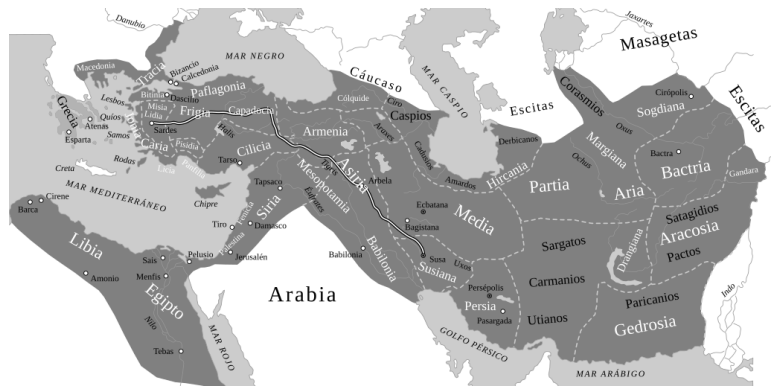 Danubio
MAR NEGRO
Cáucaso
MAR CASPIO
Escitas
Jaxartes
Masagetas
Escitas
Macedonia
Tracia
Bizancio
Calcedonia
Bitinia
Dascilio
Paflagonia
Misia
Lidia
Frigia
Capadocia
Cólquide
Ciro
Caspios
Armenia
Araxes
Cadusios
Amardos
Derbicanos
Hircania
Corasmios
Cirópolis
Sogdiana
Oxus
Margiana
Ochus
Bactra
Bactria
Gandara
Partia
Aria
Grecia
Lesbos
Quíos
Atenas
Samos
Esparta
Sardes
Jonia
Caria
Pisidia
Halis
Rodas
Licia
Panfilia
Cilicia
Tarso
Creta
MAR MEDITERRÁNEO
Chipre
Tapsaco
Siria
Tigris
Asiria
Arbela
Mesopotamia
Eufrates
Ecbatana
Media
Bagistana
Cirene
Barca
Libia
Amonio
Tiro
Fenicia
Damasco
Palestina
Jerusalén
Pelusio
Sais
Menfis
Egipto
Nilo
Tebas
MAR ROJO
Arabia
Babilonia
Babilonia
Susa
Susiana
Uxos
Persépolis
Persia
Pasargada
GOLFO PÉRSICO
Sargatos
Carmanios
Utianos
Drangiana
Satagidios
Aracosia
Pactos
Paricanios
Gedrosia
Indo
MAR ARÁBIGO